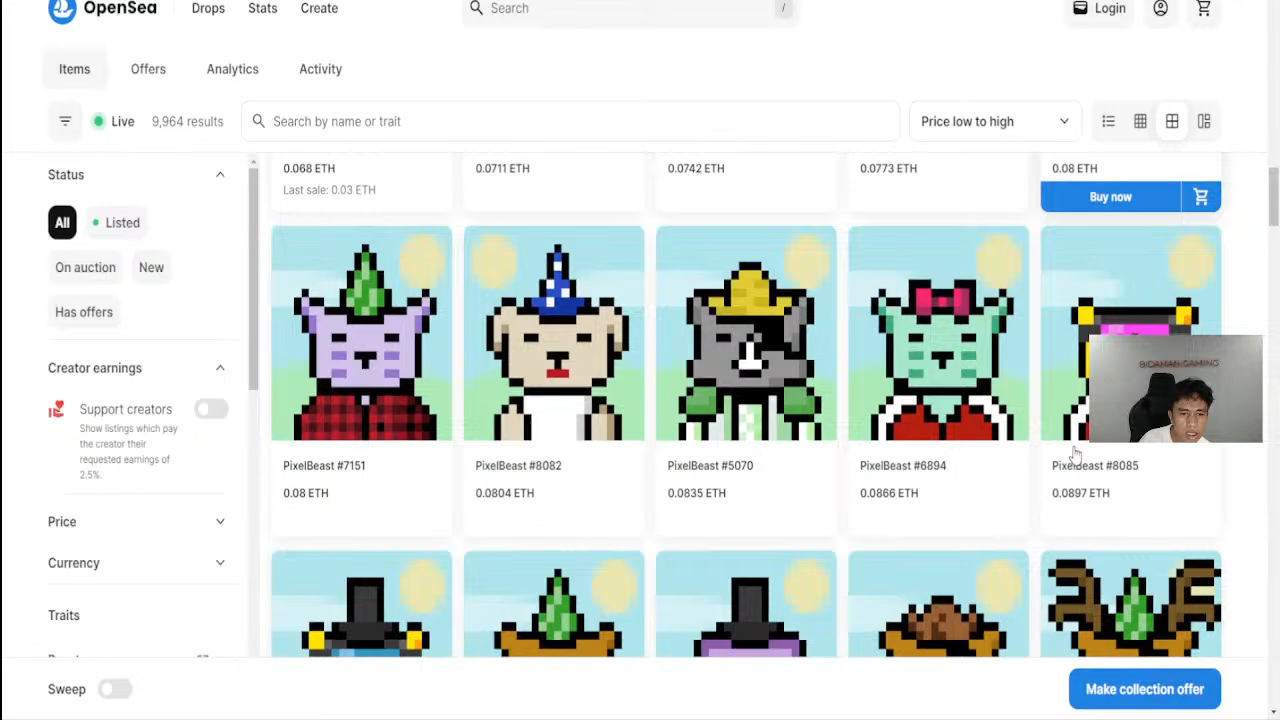 OpenSea Drops Stats Create Search / Login
Items Offers Analytics Activity
Live 9,964 results Search by name or trait Price low to high
Status
All Listed
On auction New
Has offers
Creator earnings
Support creators
Show listings which pay
the creator their
requested earnings of
2.5%.
Price
Currency
Traits
0.068 ETH 0.0711 ETH 0.0742 ETH 0.0773 ETH 0.08 ETH
Last sale: 0.03 ETH
Buy now
BIDAMAN GAMING
PixelBeast #7151 PixelBeast #8082 PixelBeast #5070 PixelBeast #6894 PixelBeast #8085
0.08 ETH 0.0804 ETH 0.0835 ETH 0.0866 ETH 0.0897 ETH
Sweep Make collection offer